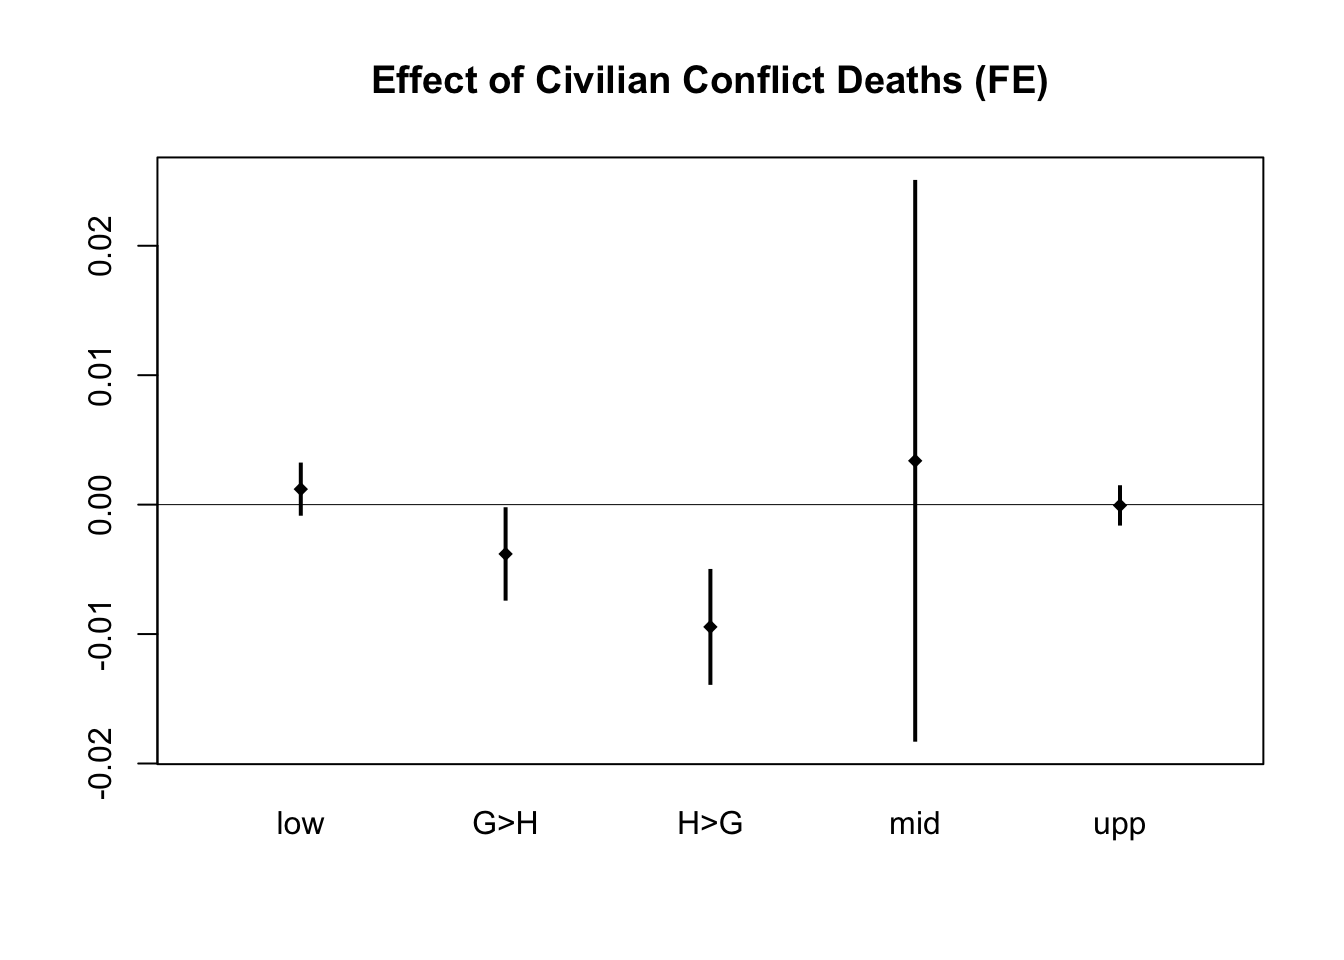 Effect of Civilian Conflict Deaths (FE)
0.02
0.01
0.00
-0.01
-0.02
low G>H H>G mid upp